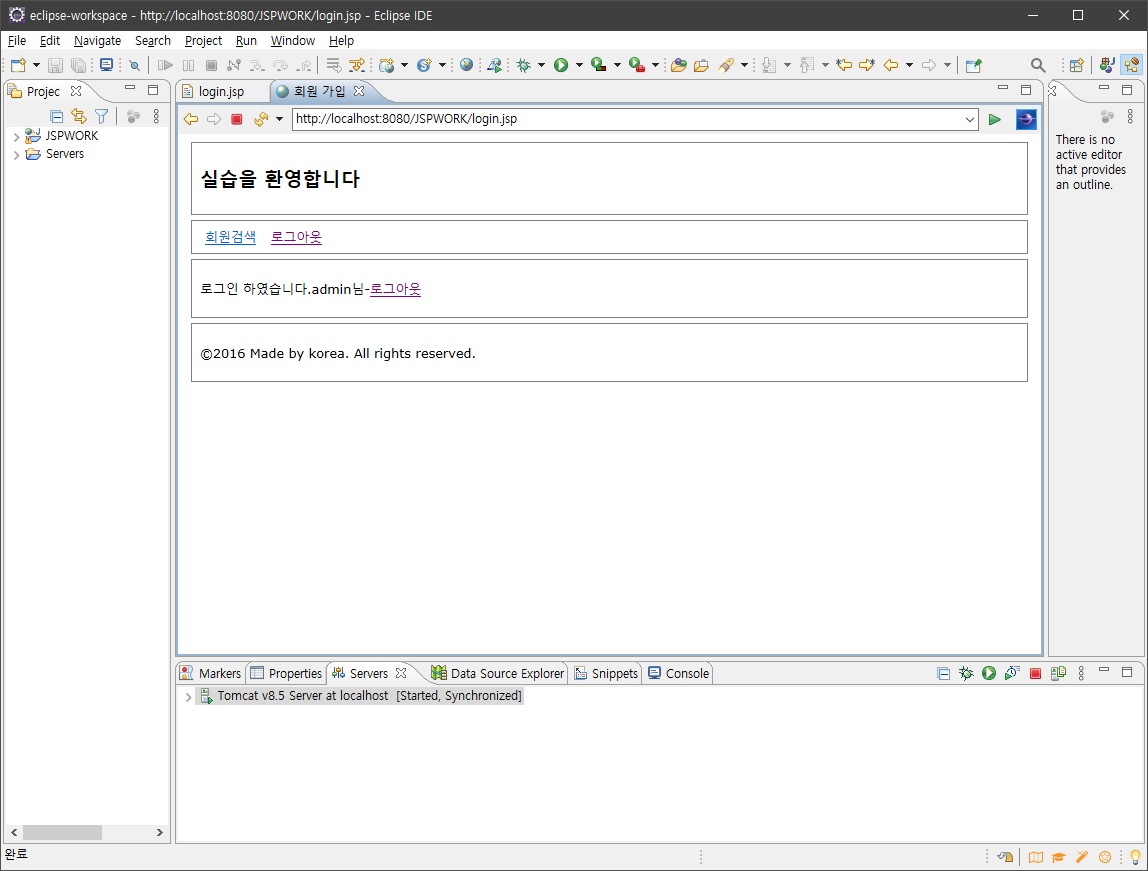 eclipse-workspace - http://localhost:8080/JSPWORK/login.jsp - Eclipse IDE
File Edit Navigate Search Project Run Window Help
Projec
login.jsp
회원 가입
http://localhost:8080/JSPWORK/login.jsp
JSPWORK
Servers
실습을 환영합니다
회원검색 로그아웃
로그인 하였습니다.admin님-로그아웃
©2016 Made by korea. All rights reserved.
There is no
active editor
that provides
an outline.
Markers Properties Servers Data Source Explorer Snippets Console
Tomcat v8.5 Server at localhost [Started, Synchronized]
완료